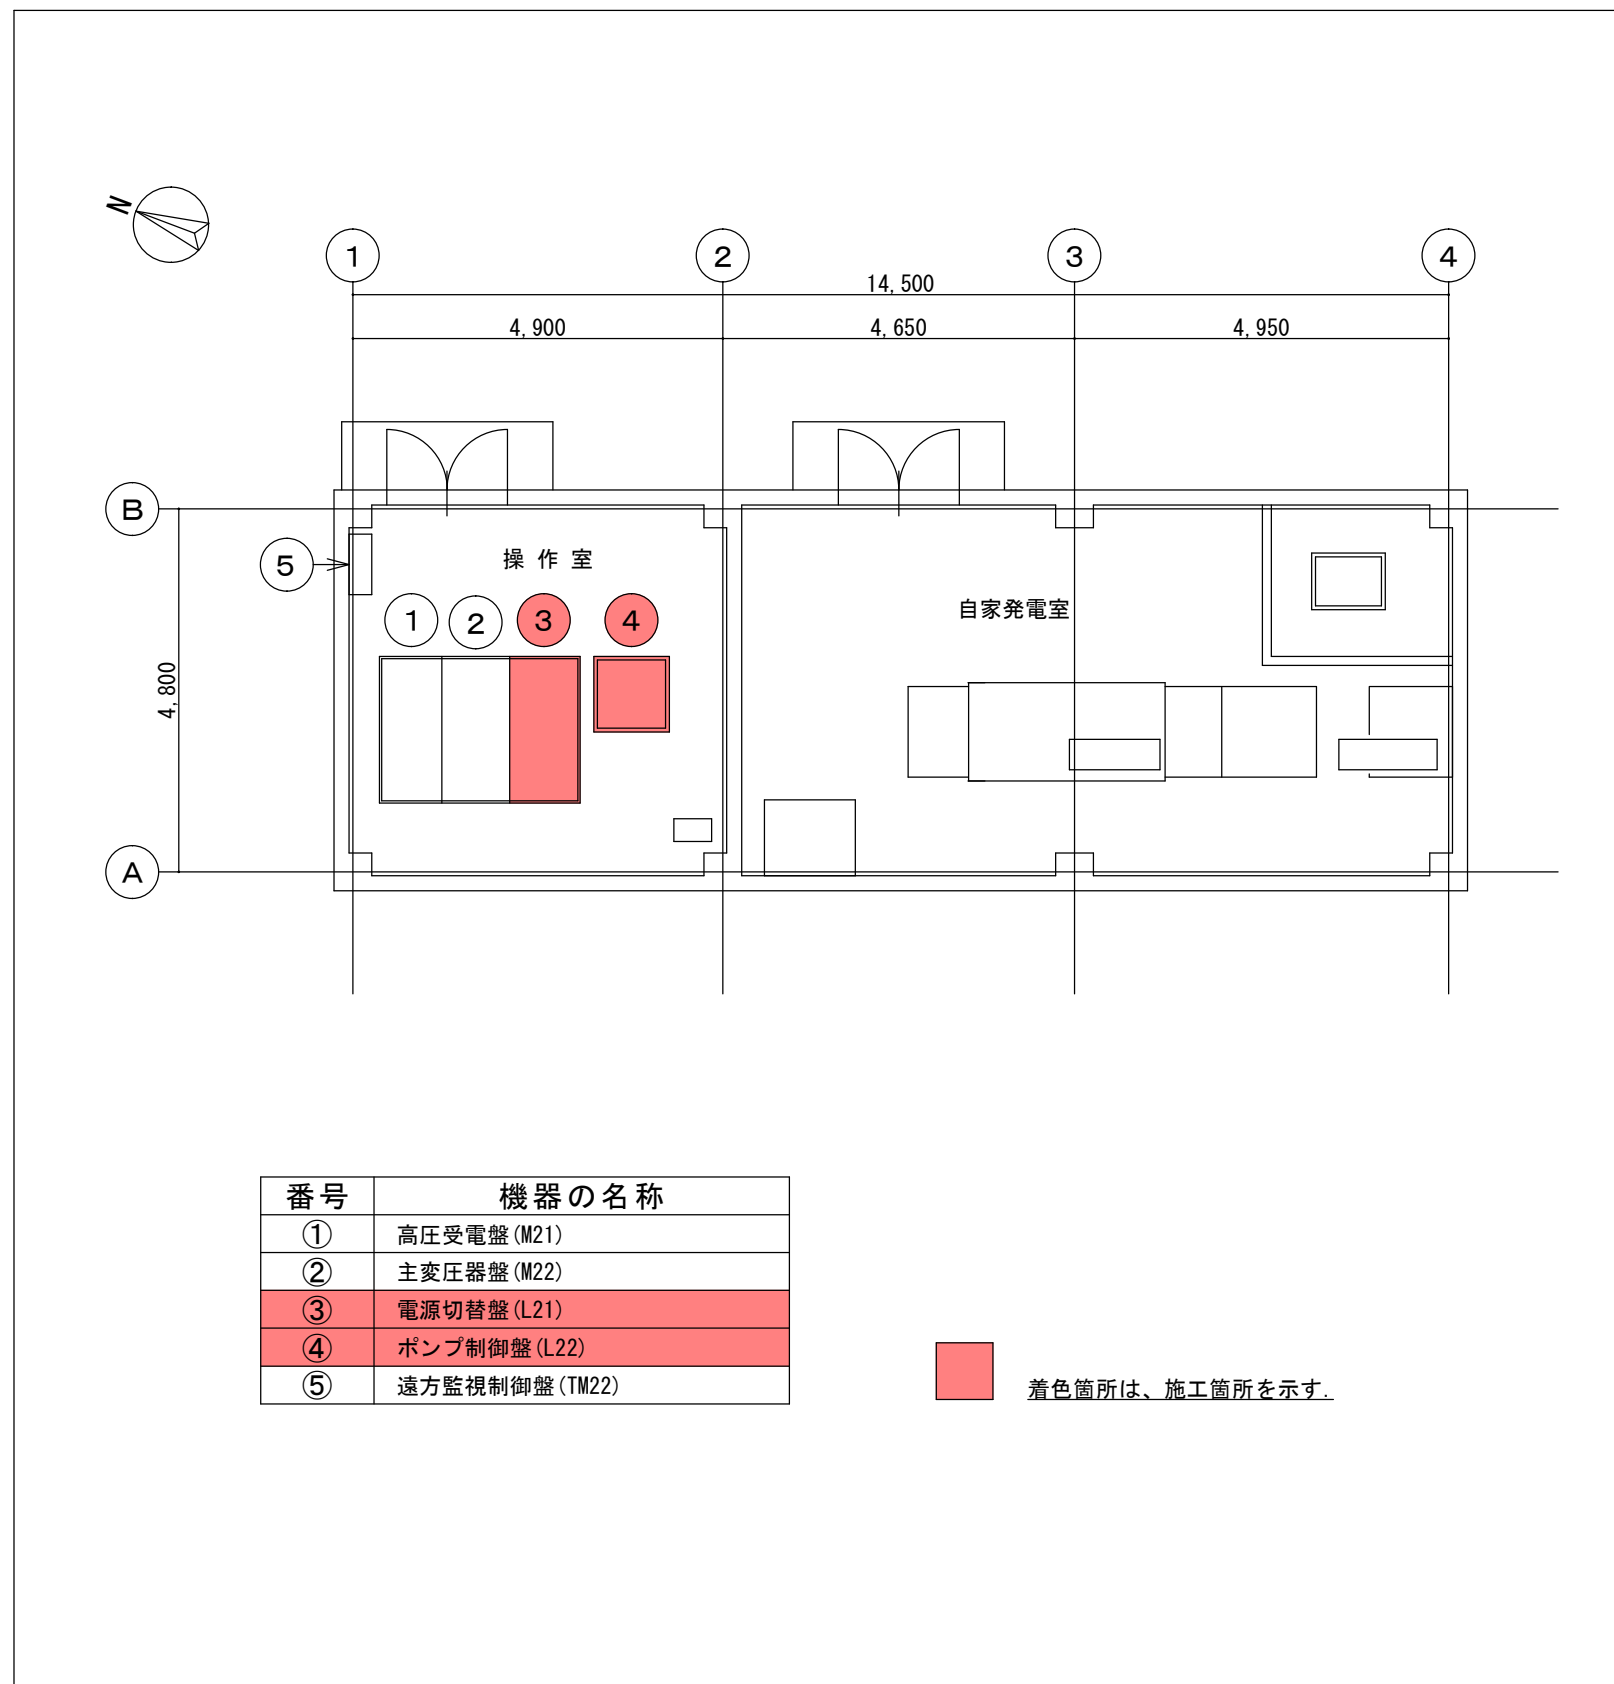 N
1 2 3 4
14,500
4,900 4,650 4,950
B
5
操作室
自家発電室
1 2 3 4
4,800
A
番号 機器の名称
① 高圧受電盤(M21)
② 主変圧器盤(M22)
③ 電源切替盤(L21)
④ ポンプ制御盤(L22)
⑤ 遠方監視制御盤(TM22)
着色箇所は、施工箇所を示す.